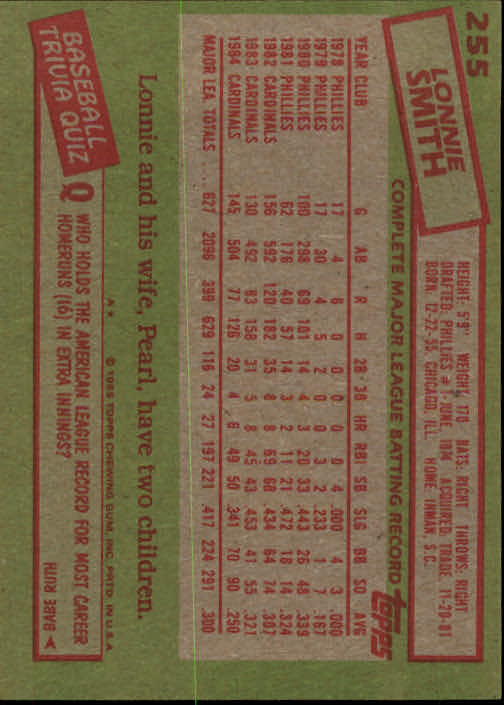 255
LONNIE
SMITH
HEIGHT: 5'9" WEIGHT: 170 BATS: RIGHT THROWS: RIGHT
DRAFTED: PHILLIES #1-JUNE, 1974 ACQUIRED: TRADE, 11-20-81
BORN: 12-22-55, CHICAGO, ILL. HOME: INMAN, S.C.
COMPLETE MAJOR LEAGUE BATTING RECORD
topps
YEAR CLUB G AB R H 2B 3B HR RBI SB SLG BB SO AVG
1978 PHILLIES 17 4 6 0 0 0 0 0 4 .000 4 3 .000
1979 PHILLIES 17 30 4 5 2 0 0 3 2 .233 1 7 .167
1980 PHILLIES 100 298 69 101 14 4 3 20 33 .443 26 48 .339
1981 PHILLIES 62 176 40 57 14 3 2 11 21 .472 18 14 .324
1982 CARDINALS 156 592 120 182 35 8 8 69 68 .434 64 74 .307
1983 CARDINALS 130 492 83 158 31 5 8 45 43 .453 41 55 .321
1984 CARDINALS 145 504 77 126 20 4 6 49 50 .341 70 90 .250
MAJOR LEA. TOTALS 627 2096 399 629 116 24 27 197 221 .417 224 291 .300
Lonnie and his wife, Pearl, have two children.
A* © 1985 TOPPS CHEWING GUM, INC. PRTD. IN U.S.A.
BASEBALL
TRIVIA QUIZ
Q WHO HOLDS THE AMERICAN LEAGUE RECORD FOR MOST CAREER
HOMERUNS (16) IN EXTRA INNINGS?
BABE RUTH